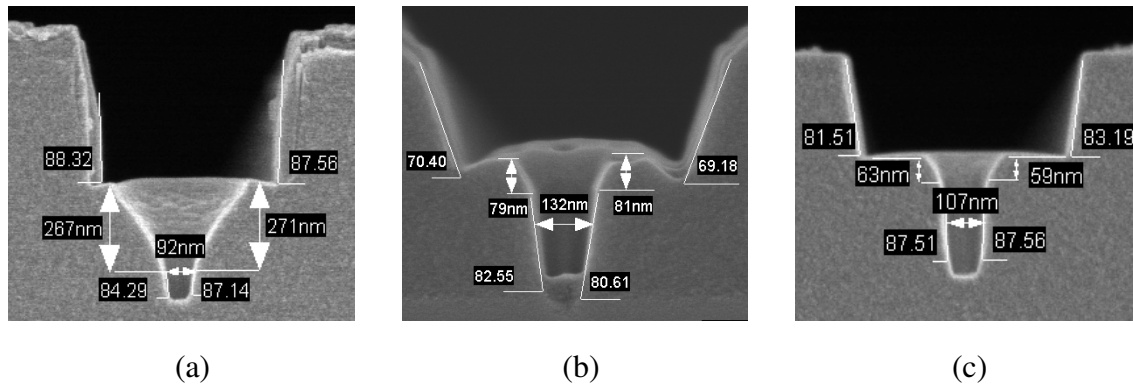 88.32
87.56
267nm
271nm
92nm
84.29
87.14
70.40
69.18
79nm
132nm
81nm
82.55
80.61
81.51
83.19
63nm
59nm
107nm
87.51
87.56
(a)
(b)
(c)